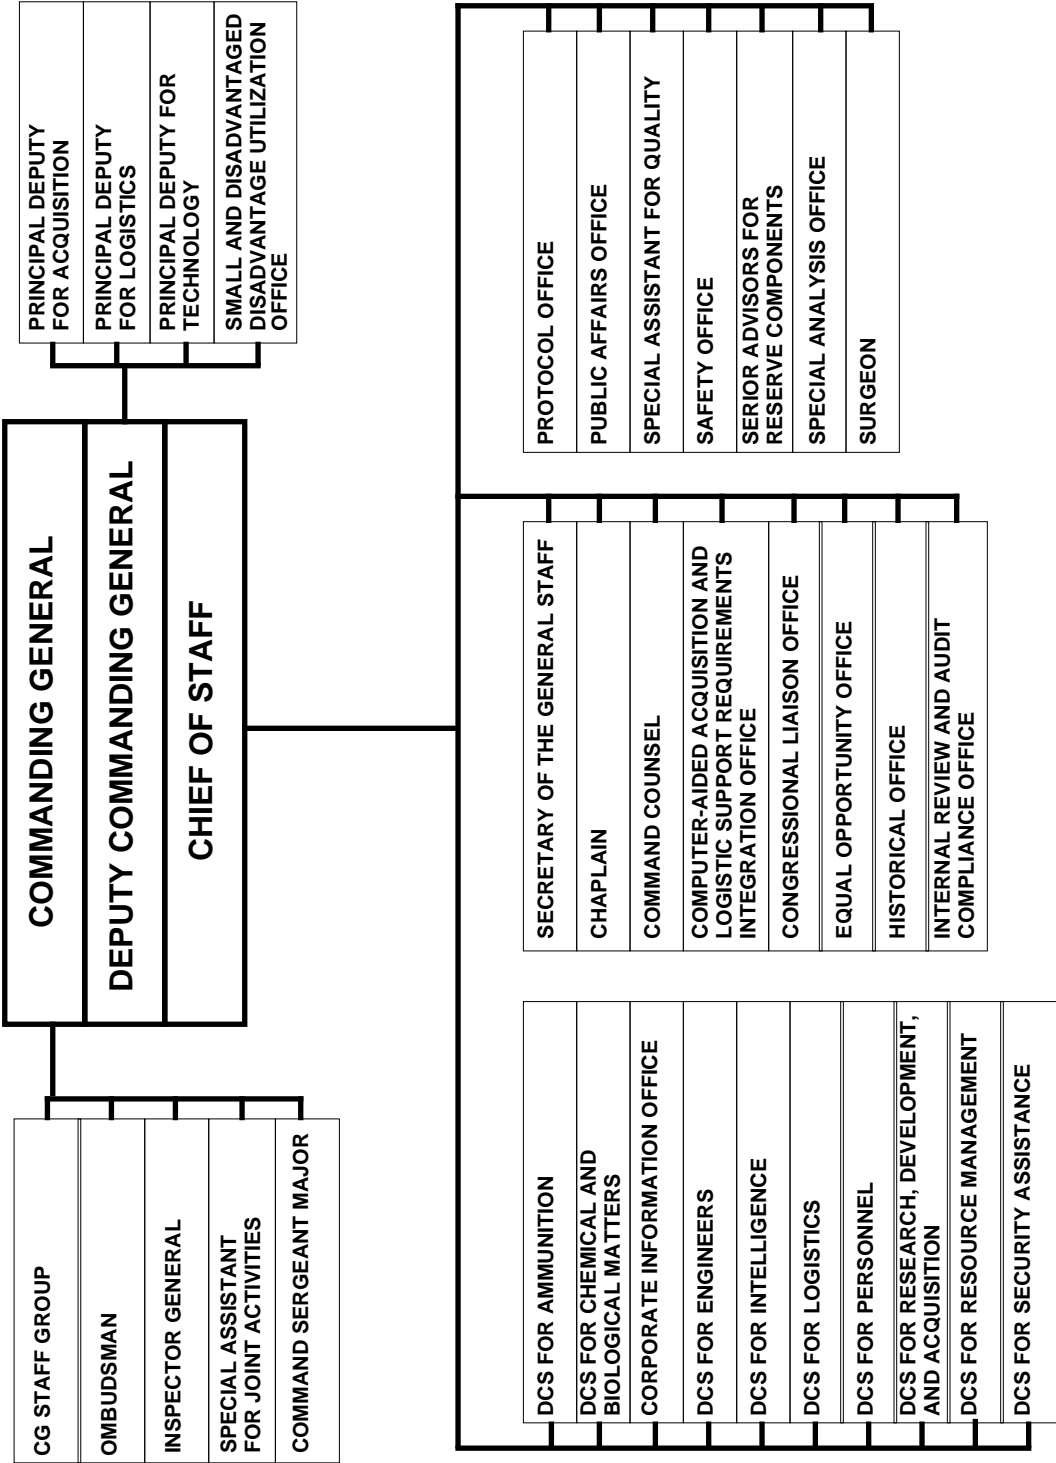 COMMANDING GENERAL
DEPUTY COMMANDING GENERAL
CHIEF OF STAFF
CG STAFF GROUP
OMBUDSMAN
INSPECTOR GENERAL
SPECIAL ASSISTANT
FOR JOINT ACTIVITIES
COMMAND SERGEANT MAJOR
PRINCIPAL DEPUTY
FOR ACQUISITION
PRINCIPAL DEPUTY
FOR LOGISTICS
PRINCIPAL DEPUTY FOR
TECHNOLOGY
SMALL AND DISADVANTAGED
DISADVANTAGE UTILIZATION
OFFICE
DCS FOR AMMUNITION
DCS FOR CHEMICAL AND
BIOLOGICAL MATTERS
CORPORATE INFORMATION OFFICE
DCS FOR ENGINEERS
DCS FOR INTELLIGENCE
DCS FOR LOGISTICS
DCS FOR PERSONNEL
DCS FOR RESEARCH, DEVELOPMENT,
AND ACQUISITION
DCS FOR RESOURCE MANAGEMENT
DCS FOR SECURITY ASSISTANCE
SECRETARY OF THE GENERAL STAFF
CHAPLAIN
COMMAND COUNSEL
COMPUTER-AIDED ACQUISITION AND
LOGISTIC SUPPORT REQUIREMENTS
INTEGRATION OFFICE
CONGRESSIONAL LIAISON OFFICE
EQUAL OPPORTUNITY OFFICE
HISTORICAL OFFICE
INTERNAL REVIEW AND AUDIT
COMPLIANCE OFFICE
PROTOCOL OFFICE
PUBLIC AFFAIRS OFFICE
SPECIAL ASSISTANT FOR QUALITY
SAFETY OFFICE
SERIOR ADVISORS FOR
RESERVE COMPONENTS
SPECIAL ANALYSIS OFFICE
SURGEON